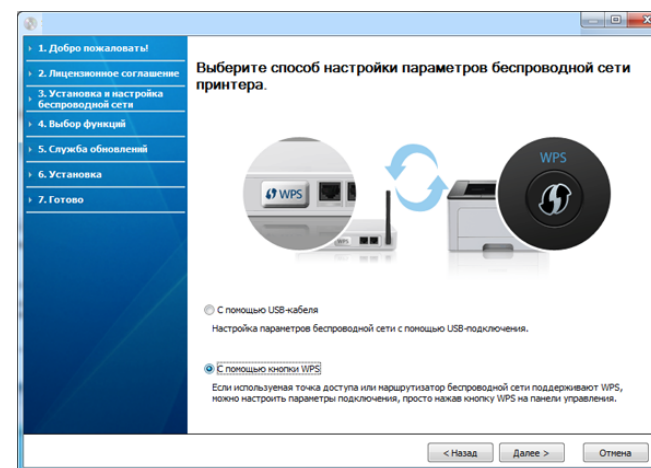 1. Добро пожаловать!
2. Лицензионное соглашение
3. Установка и настройка
беспроводной сети
4. Выбор функций
5. Служба обновлений
6. Установка
7. Готово
Выберите способ настройки параметров беспроводной сети
принтера.
WPS
WPS
WPS
С помощью USB-кабеля
Настройка параметров беспроводной сети с помощью USB-подключения.
С помощью кнопки WPS
Если используемая точка доступа или маршрутизатор беспроводной сети поддерживают WPS,
можно настроить параметры подключения, просто нажав кнопку WPS на панели управления.
< Назад
Далее >
Отмена